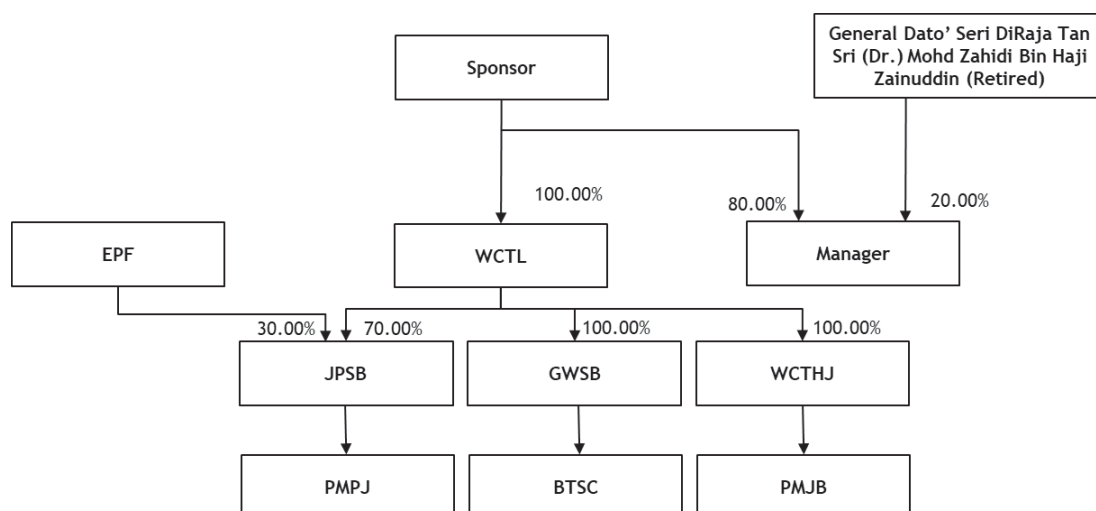 General Dato’ Seri DiRaja Tan
Sri (Dr.) Mohd Zahidi Bin Haji
Zainuddin (Retired)
Sponsor
100.00%
80.00%
20.00%
EPF
WCTL
Manager
30.00%
70.00%
100.00%
100.00%
JPSB
GWSB
WCTHJ
PMPJ
BTSC
PMJB